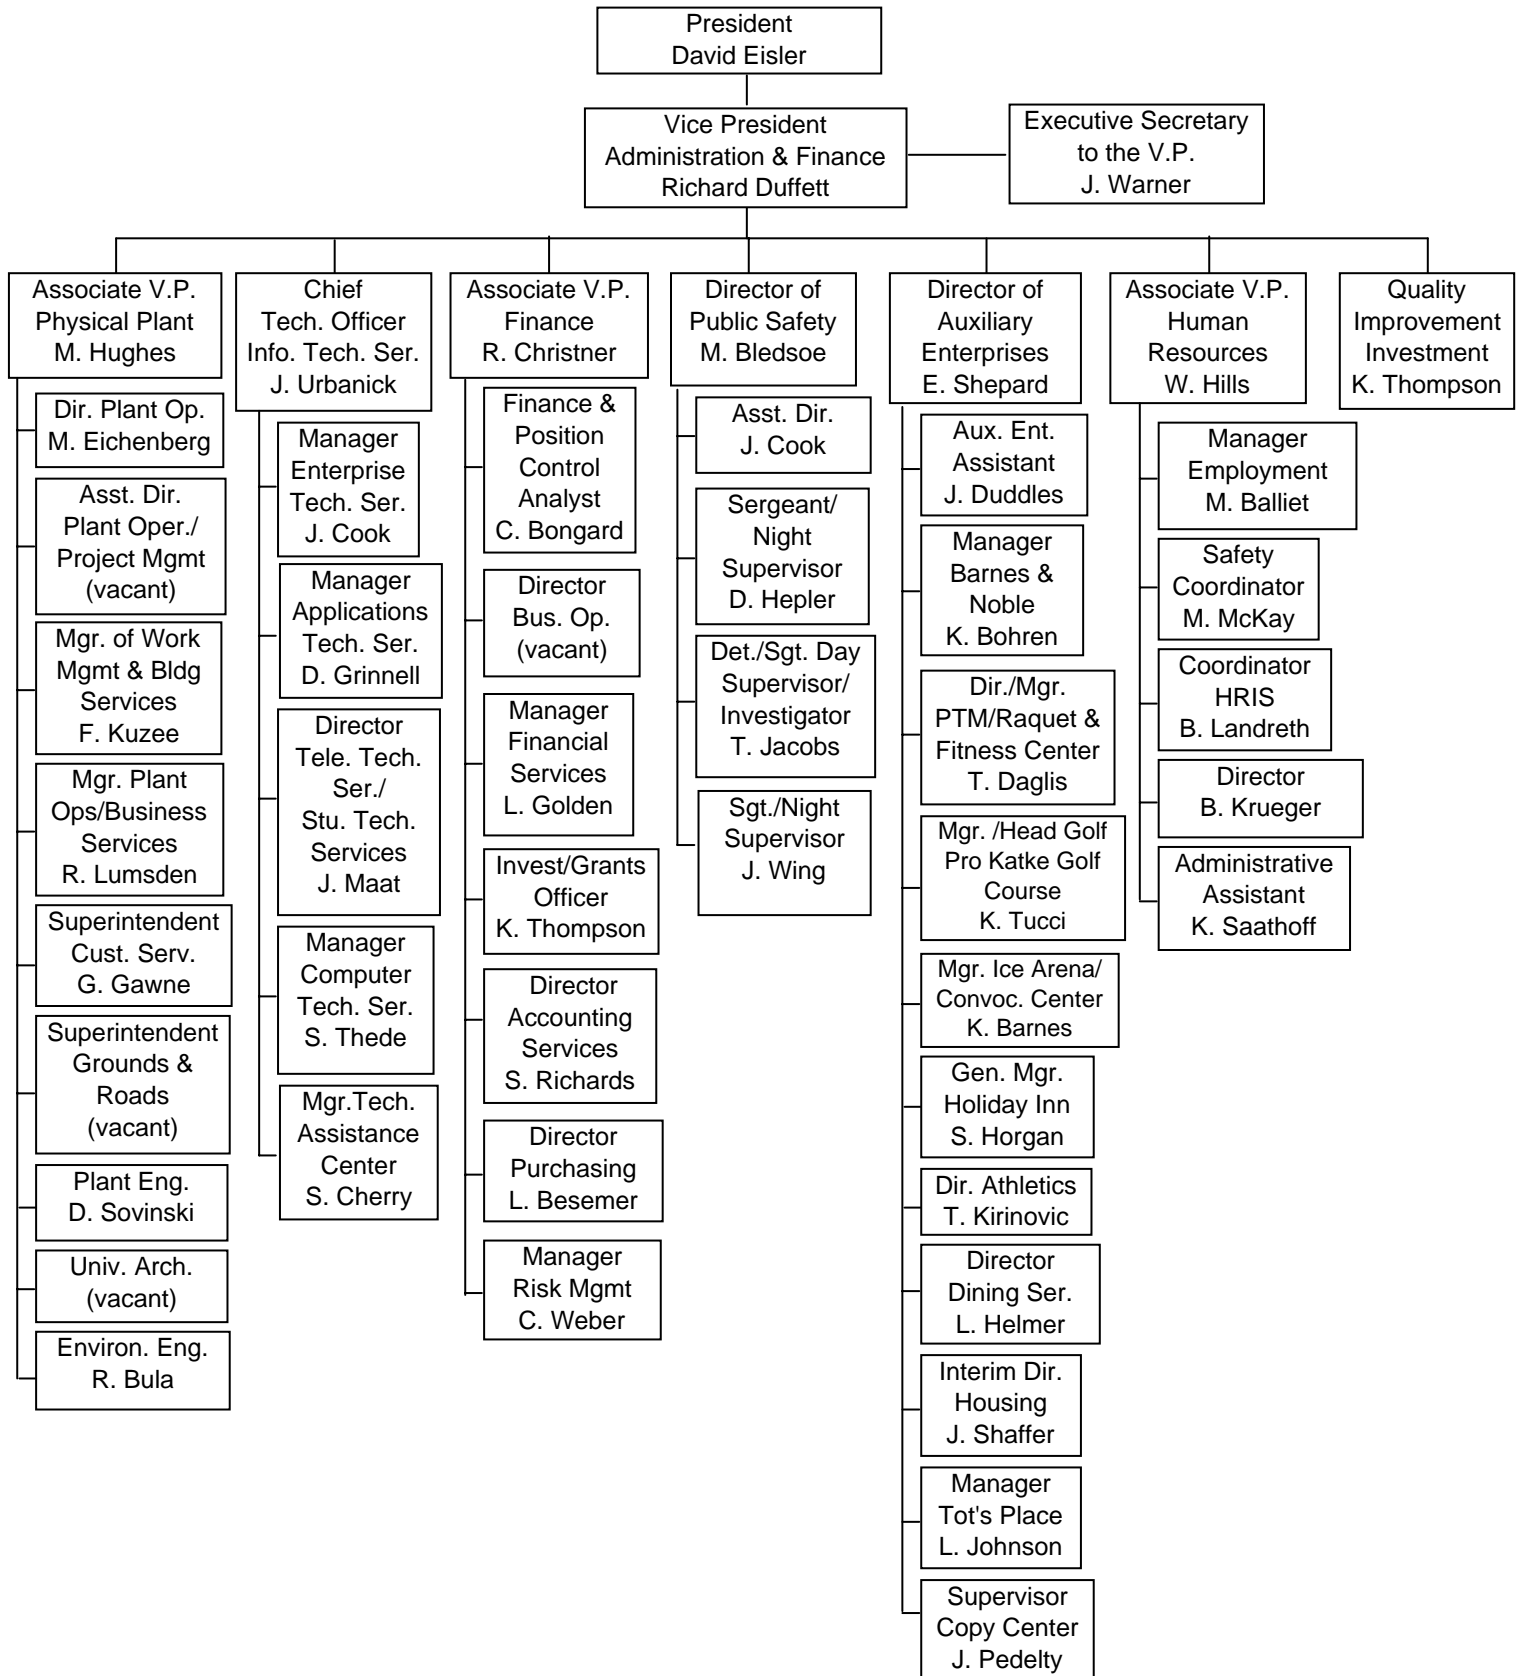 President
David Eisler
Vice President
Administration & Finance
Richard Duffett
Executive Secretary
to the V.P.
J. Warner
Associate V.P.
Physical Plant
M. Hughes
Dir. Plant Op.
M. Eichenberg
Asst. Dir.
Plant Oper./
Project Mgmt
(vacant)
Mgr. of Work
Mgmt & Bldg
Services
F. Kuzee
Mgr. Plant
Ops/Business
Services
R. Lumsden
Superintendent
Cust. Serv.
G. Gawne
Superintendent
Grounds &
Roads
(vacant)
Plant Eng.
D. Sovinski
Univ. Arch.
(vacant)
Environ. Eng.
R. Bula
Chief
Tech. Officer
Info. Tech. Ser.
J. Urbanick
Manager
Enterprise
Tech. Ser.
J. Cook
Manager
Applications
Tech. Ser.
D. Grinnell
Director
Tele. Tech.
Ser./
Stu. Tech.
Services
J. Maat
Manager
Computer
Tech. Ser.
S. Thede
Mgr.Tech.
Assistance
Center
S. Cherry
Associate V.P.
Finance
R. Christner
Finance &
Position
Control
Analyst
C. Bongard
Director
Bus. Op.
(vacant)
Manager
Financial
Services
L. Golden
Invest/Grants
Officer
K. Thompson
Director
Accounting
Services
S. Richards
Director
Purchasing
L. Besemer
Manager
Risk Mgmt
C. Weber
Director of
Public Safety
M. Bledsoe
Asst. Dir.
J. Cook
Sergeant/
Night
Supervisor
D. Hepler
Det./Sgt. Day
Supervisor/
Investigator
T. Jacobs
Sgt./Night
Supervisor
J. Wing
Director of
Auxiliary
Enterprises
E. Shepard
Aux. Ent.
Assistant
J. Duddles
Manager
Barnes &
Noble
K. Bohren
Dir./Mgr.
PTM/Raquet &
Fitness Center
T. Daglis
Mgr. /Head Golf
Pro Katke Golf
Course
K. Tucci
Mgr. Ice Arena/
Convoc. Center
K. Barnes
Gen. Mgr.
Holiday Inn
S. Horgan
Dir. Athletics
T. Kirinovic
Director
Dining Ser.
L. Helmer
Interim Dir.
Housing
J. Shaffer
Manager
Tot's Place
L. Johnson
Supervisor
Copy Center
J. Pedelty
Associate V.P.
Human
Resources
W. Hills
Manager
Employment
M. Balliet
Safety
Coordinator
M. McKay
Coordinator
HRIS
B. Landreth
Director
B. Krueger
Administrative
Assistant
K. Saathoff
Quality
Improvement
Investment
K. Thompson